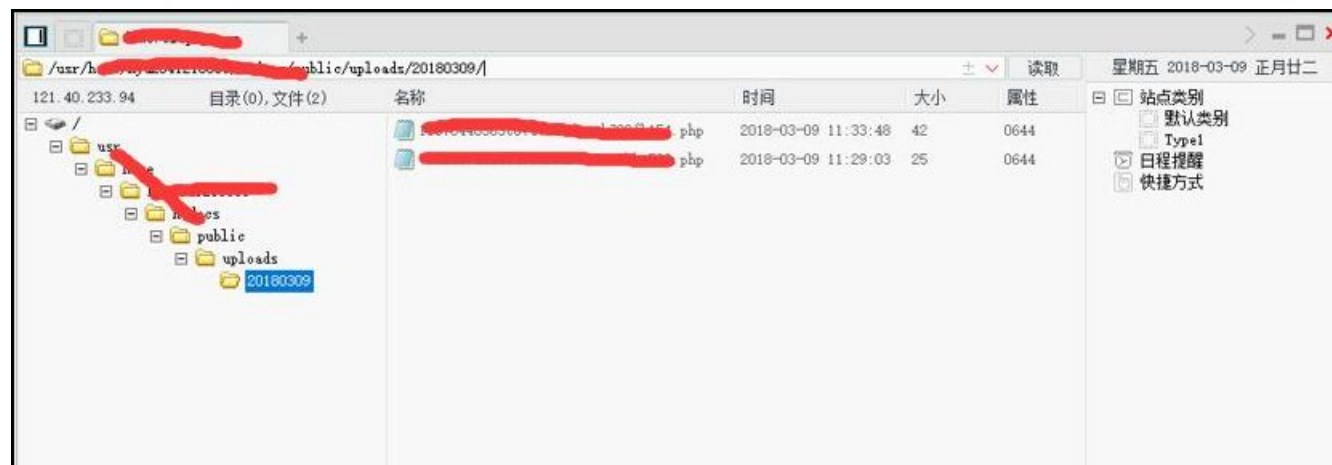 /usr/h public/uploads/20180309/ 读取 星期五 2018-03-09 正月廿二
121.40.233.94 目录(0),文件(2) 名称 时间 大小 属性 站点类别
/ .php 2018-03-09 11:33:48 42 0644 默认类别
usr Type1
.php 2018-03-09 11:29:03 25 0644 日程提醒
快捷方式
public
uploads
20180309